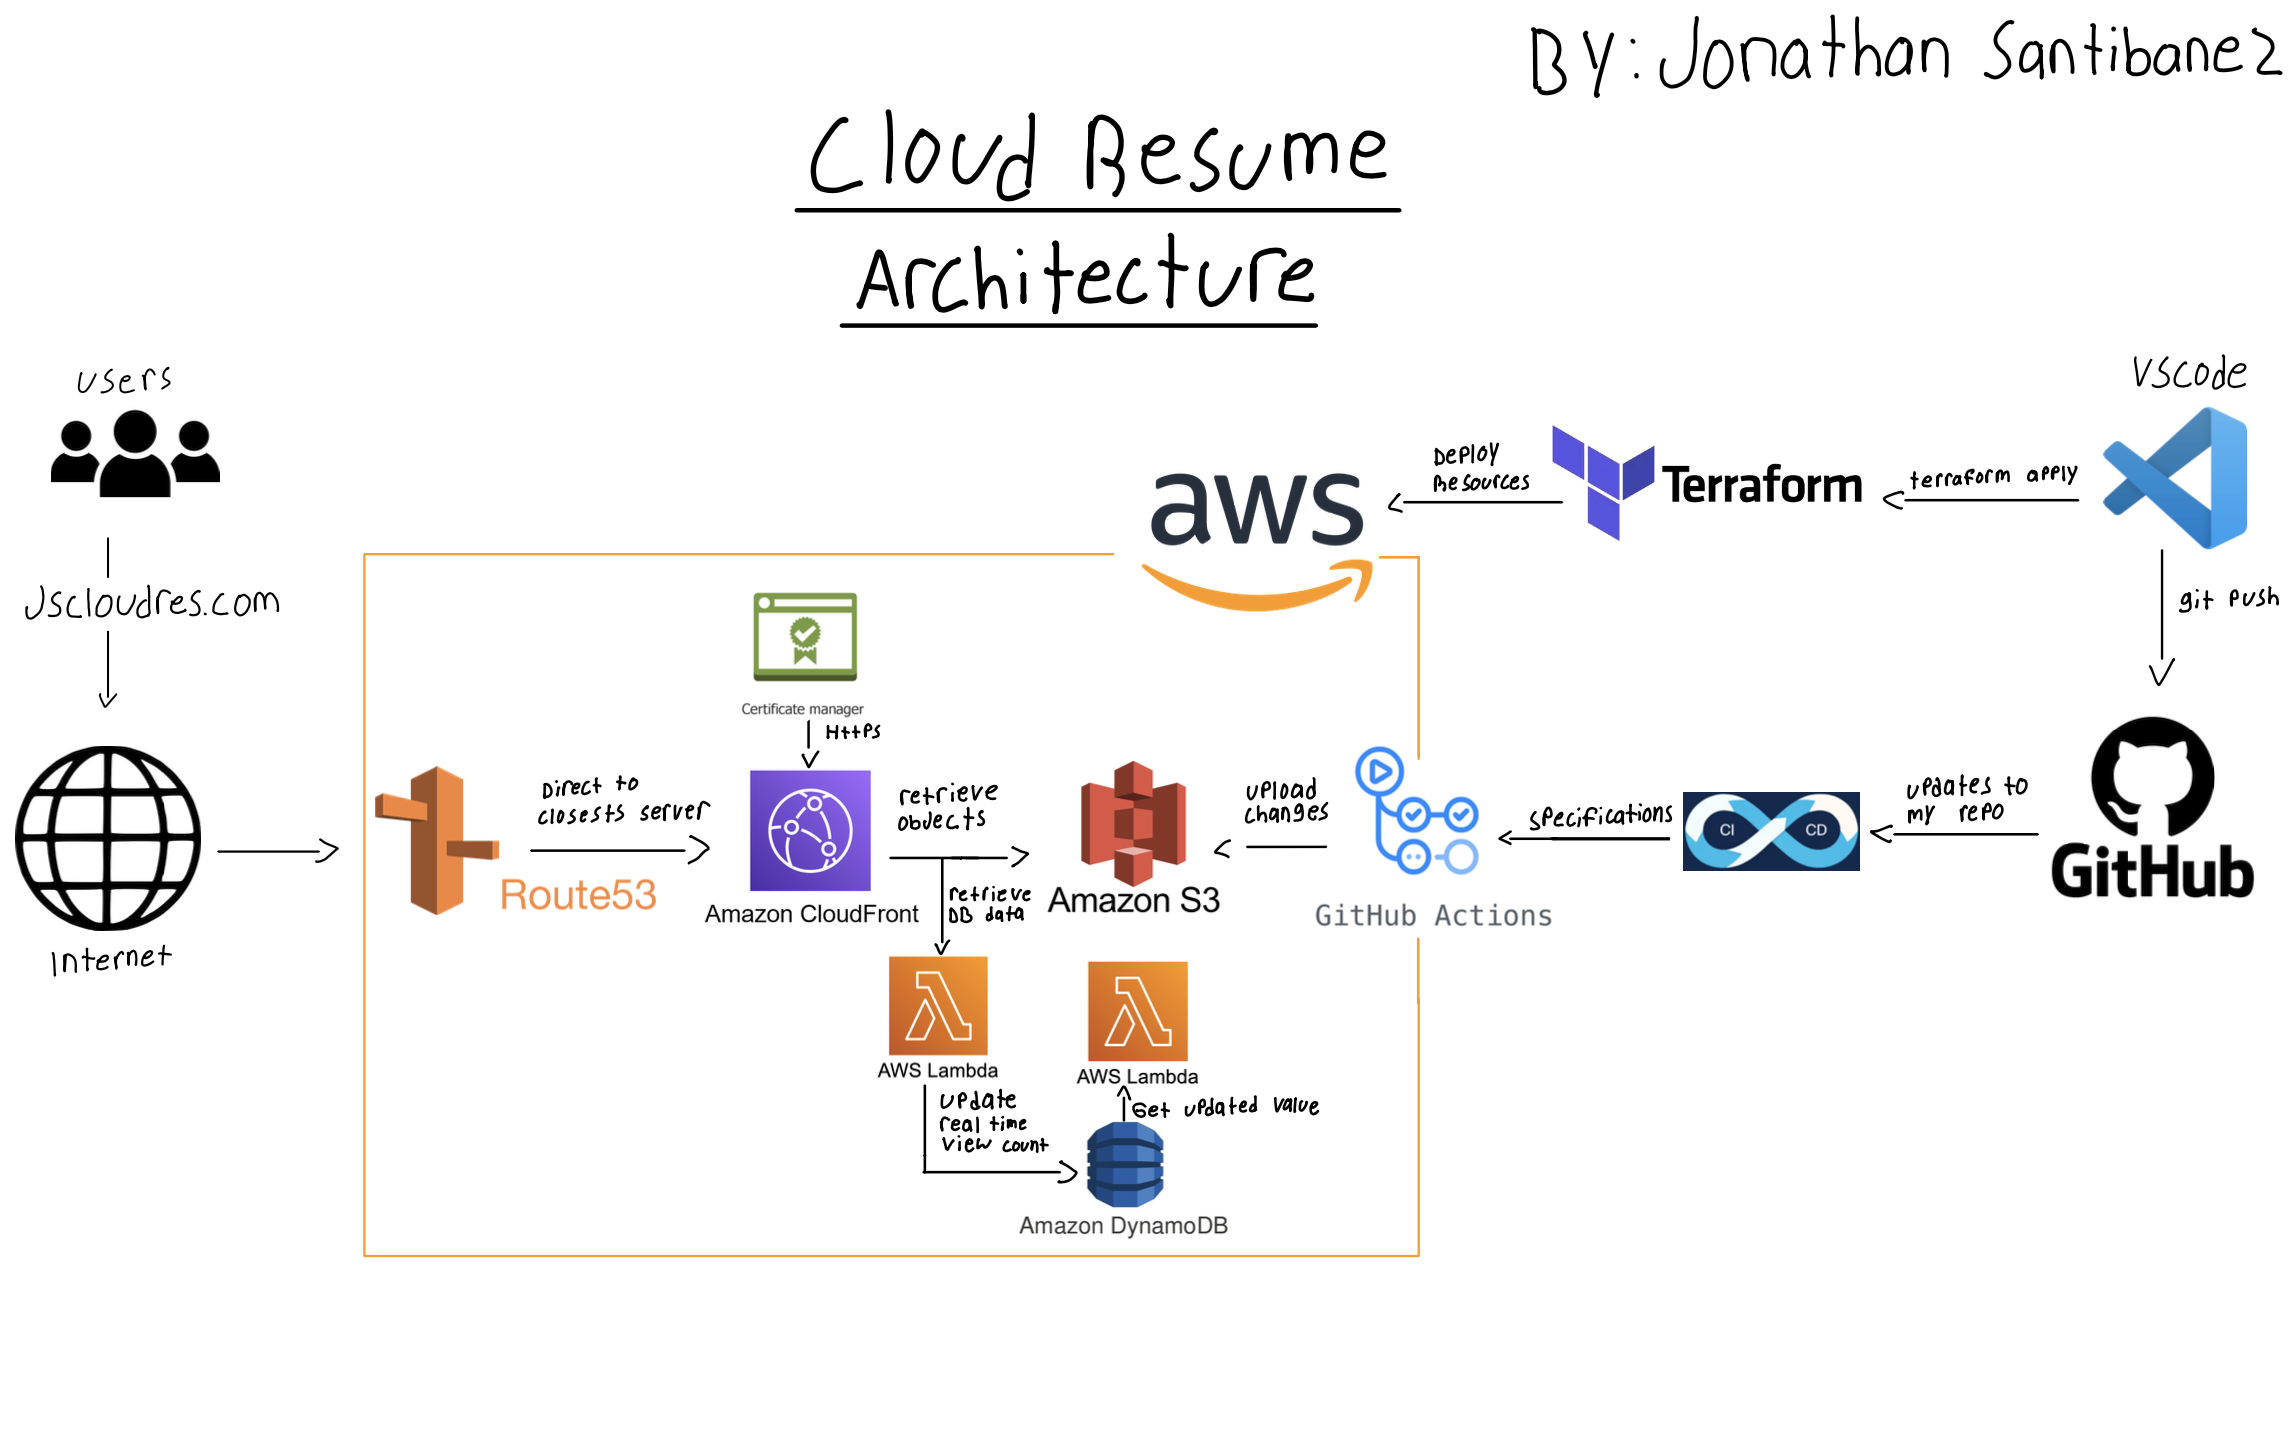 BY: Jonathan Santibanez
Cloud Resume
Architecture
users
Jscloudres.com
Internet
VScode
aws
Deploy
Resources
Terraform
terraform apply
git push
Certificate manager
Https
Route53
Direct to
closests server
Amazon CloudFront
retrieve
objects
retrieve
DB data
Amazon S3
upload
changes
GitHub Actions
specifications
CI
CD
updates to
my repo
GitHub
AWS Lambda
AWS Lambda
update
real time
view count
Get updated value
Amazon DynamoDB